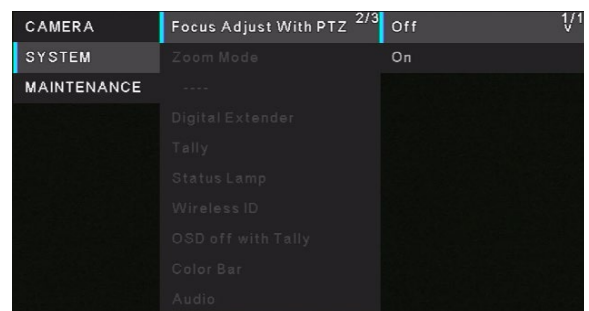 CAMERA
SYSTEM
MAINTENANCE
Focus Adjust With PTZ 2/3
Zoom Mode
----
Digital Extender
Tally
Status Lamp
Wireless ID
OSD off with Tally
Color Bar
Audio
Off 1/1
On